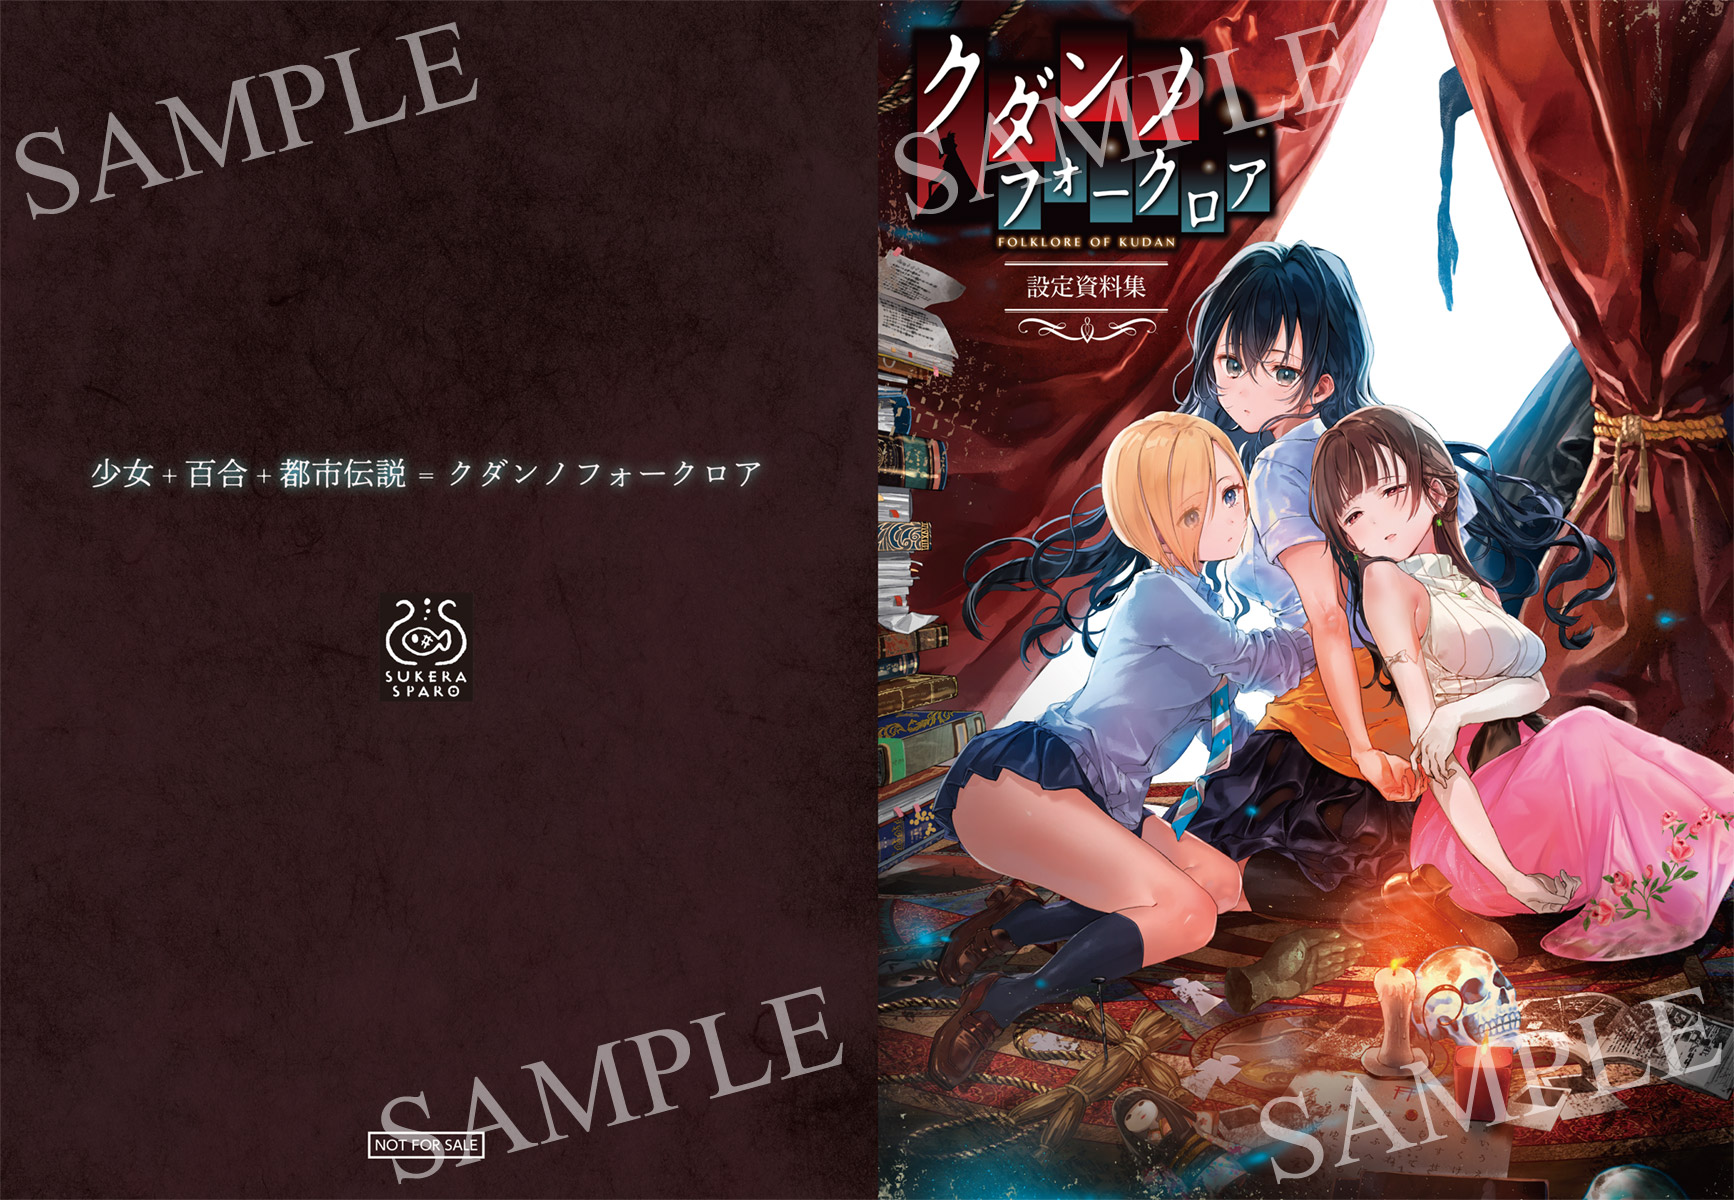 SAMPLE
少女+百合+都市伝説=クダンノフォークロア
SUKERA
SPARO
SAMPLE
NOT FOR SALE
SAMPLE
クダンノ
フォークロア
FOLKLORE OF KUDAN
設定資料集
SAMPLE